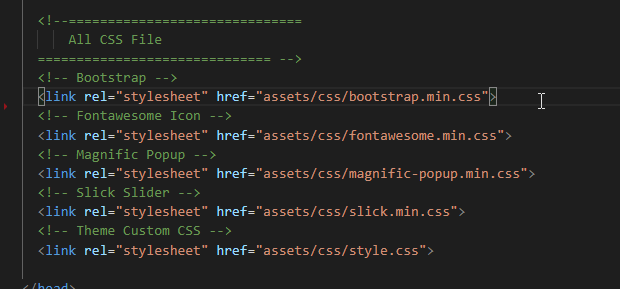 <!--==============================
All CSS File
============================== -->
<!-- Bootstrap -->
<link rel="stylesheet" href="assets/css/bootstrap.min.css">
<!-- Fontawesome Icon -->
<link rel="stylesheet" href="assets/css/fontawesome.min.css">
<!-- Magnific Popup -->
<link rel="stylesheet" href="assets/css/magnific-popup.min.css">
<!-- Slick Slider -->
<link rel="stylesheet" href="assets/css/slick.min.css">
<!-- Theme Custom CSS -->
<link rel="stylesheet" href="assets/css/style.css">
</head>